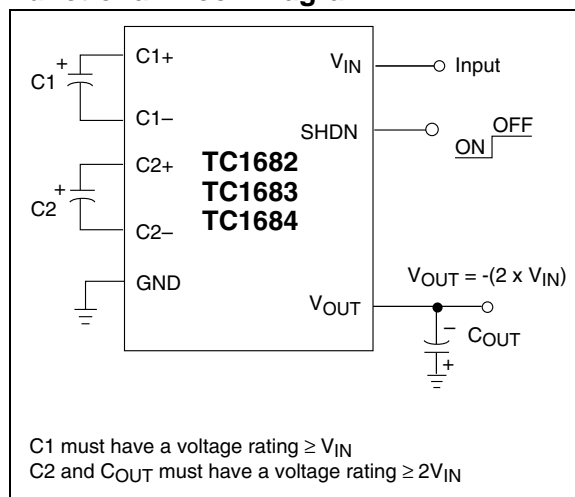 C1+
VIN
Input
C1
C1–
SHDN
OFF
ON
C2+
TC1682
TC1683
TC1684
C2
C2–
GND
VOUT = -(2 x VIN)
VOUT
COUT
C1 must have a voltage rating ≥ VIN
C2 and COUT must have a voltage rating ≥ 2VIN